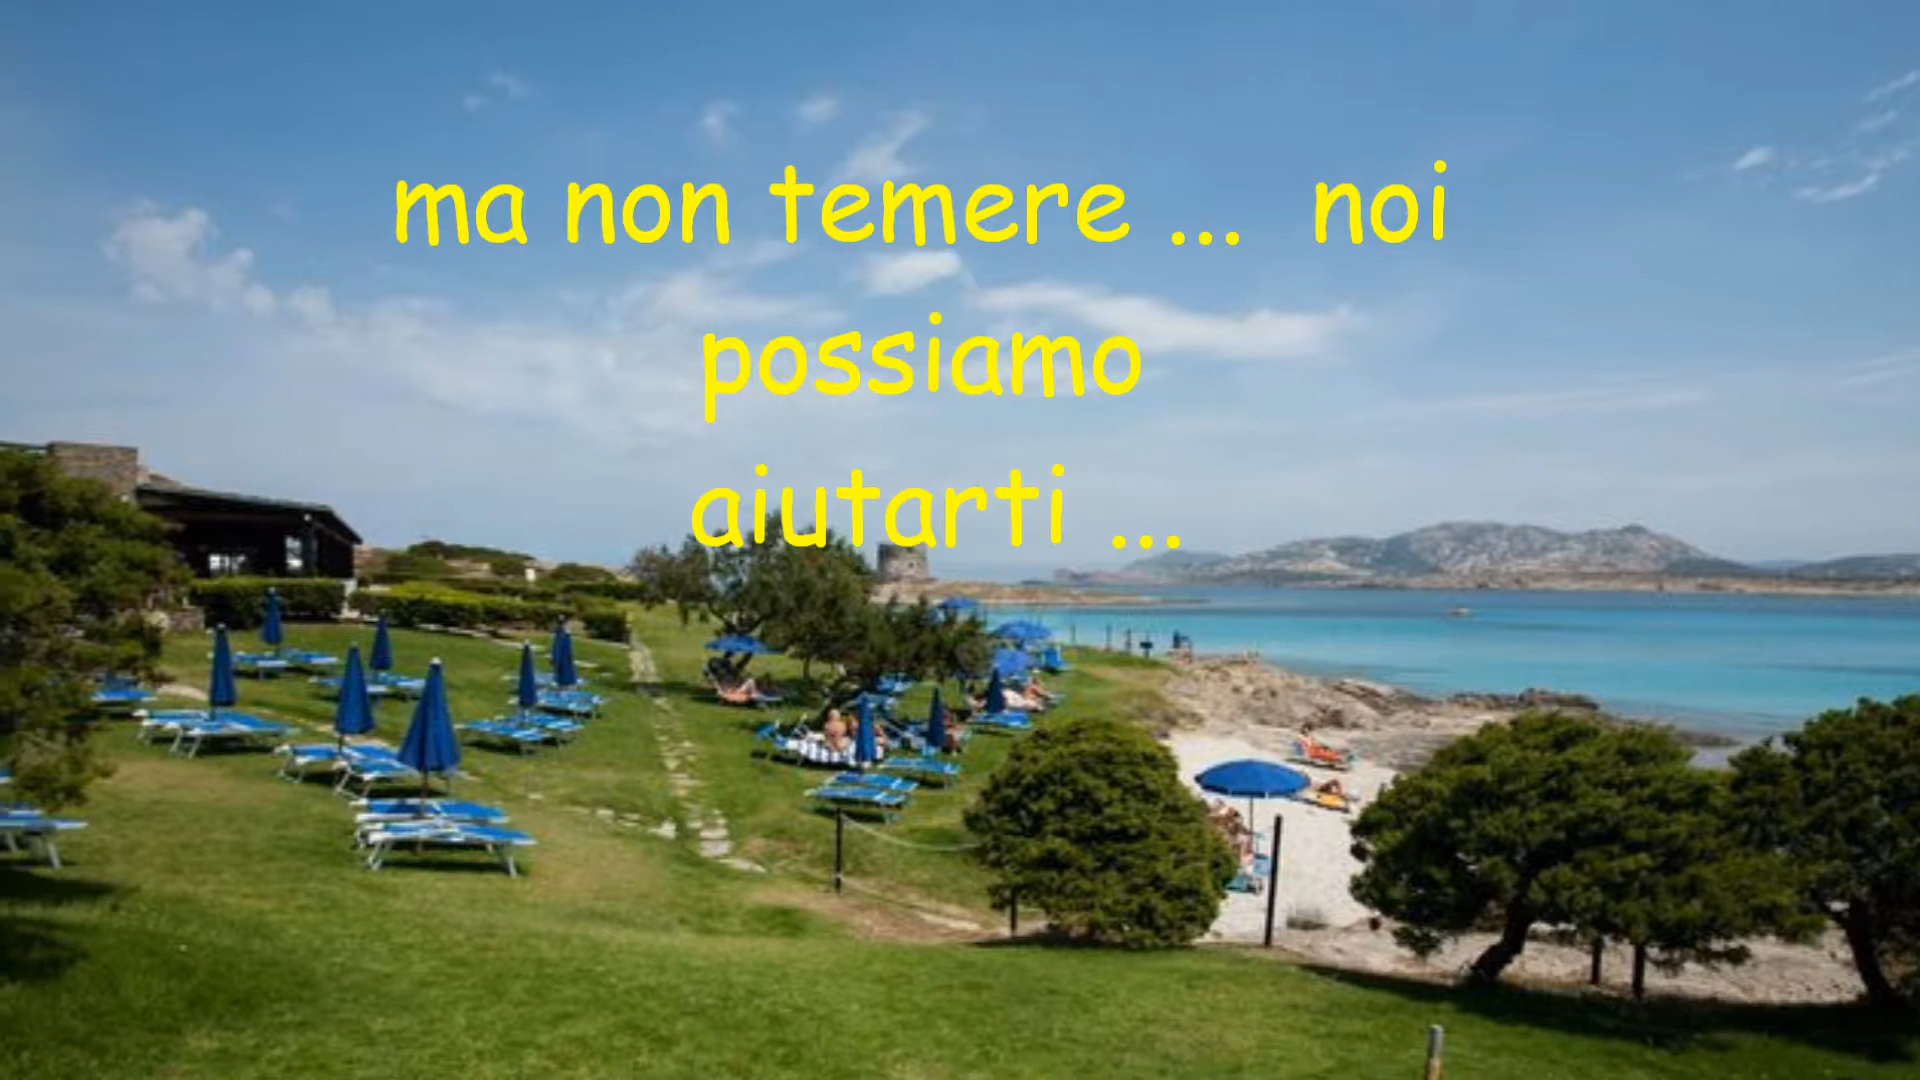 ma non temere ...  noi
possiamo
aiutarti ...